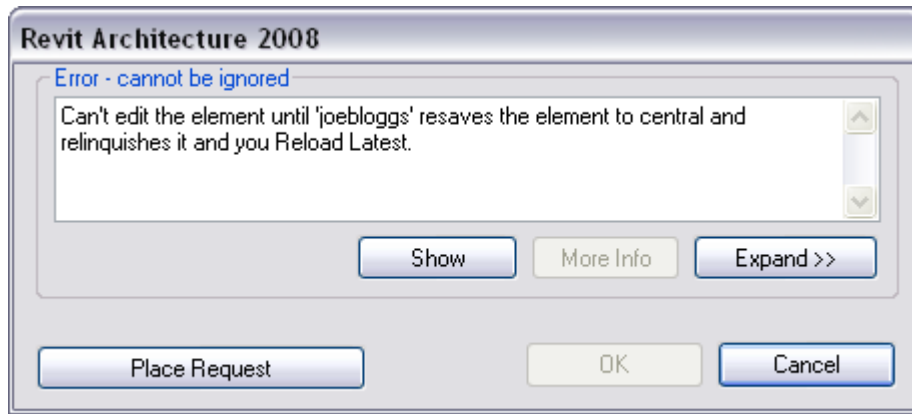 Revit Architecture 2008
Error - cannot be ignored
Can't edit the element until 'joebloggs' resaves the element to central and
relinquishes it and you Reload Latest.
Show
More Info
Expand >>
Place Request
OK
Cancel